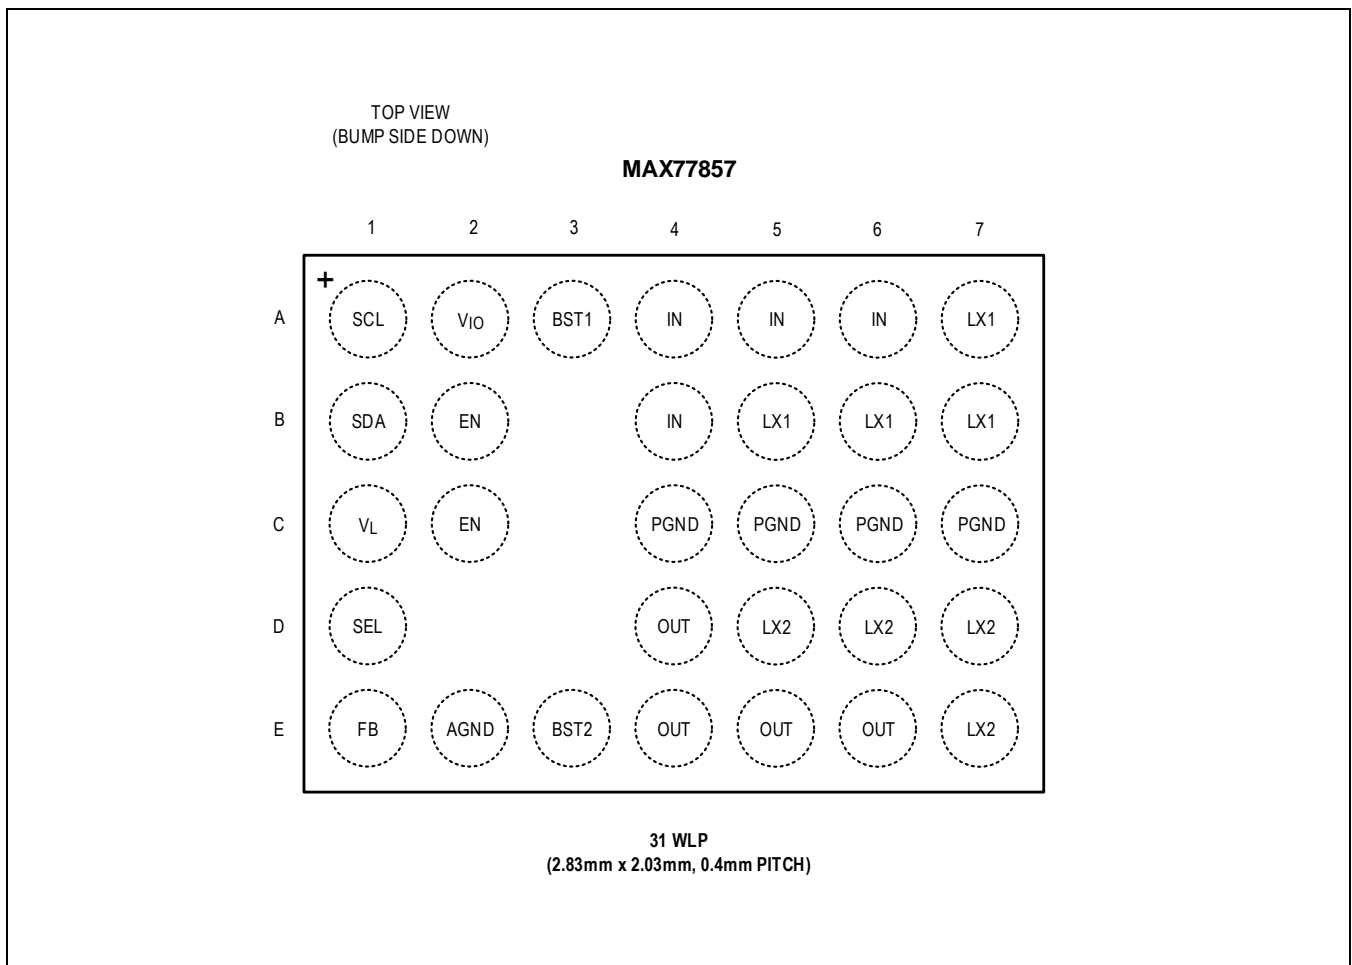 TOP VIEW
(BUMP SIDE DOWN)
MAX77857
1 2 3 4 5 6 7
+
A SCL VIO BST1 IN IN IN LX1
B SDA EN IN LX1 LX1 LX1
C VL EN PGND PGND PGND PGND
D SEL OUT LX2 LX2 LX2
E FB AGND BST2 OUT OUT OUT LX2
31 WLP
(2.83mm x 2.03mm, 0.4mm PITCH)